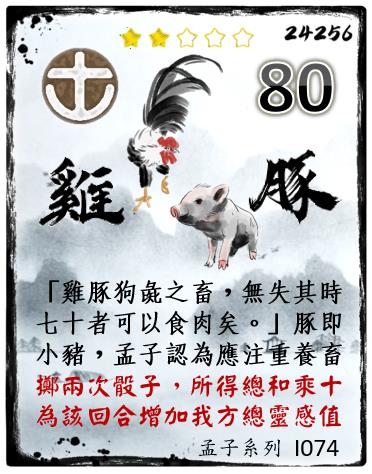 24256
80
雞 豚
「雞豚狗彘之畜，無失其時
七十者可以食肉矣。」豚即
小豬，孟子認為應注重養畜
擲兩次骰子，所得總和乘十
為該回合增加我方總靈感值
孟子系列 1074